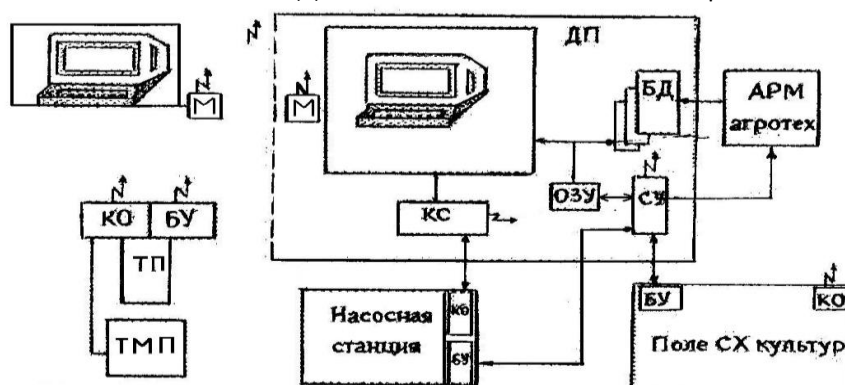 ДП
М
М
БД
АРМ
агротех
КО БУ
КС
ОЗУ
СУ
ТП
ТМП
Насосная
станция
КО
БУ
БУ
КО
Поле СХ культур